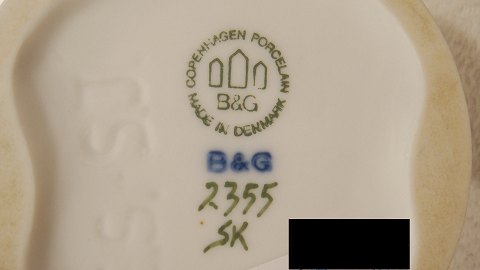 COPENHAGEN PORCELAIN
B&G
MADE IN DENMARK
B&G
2355
SK